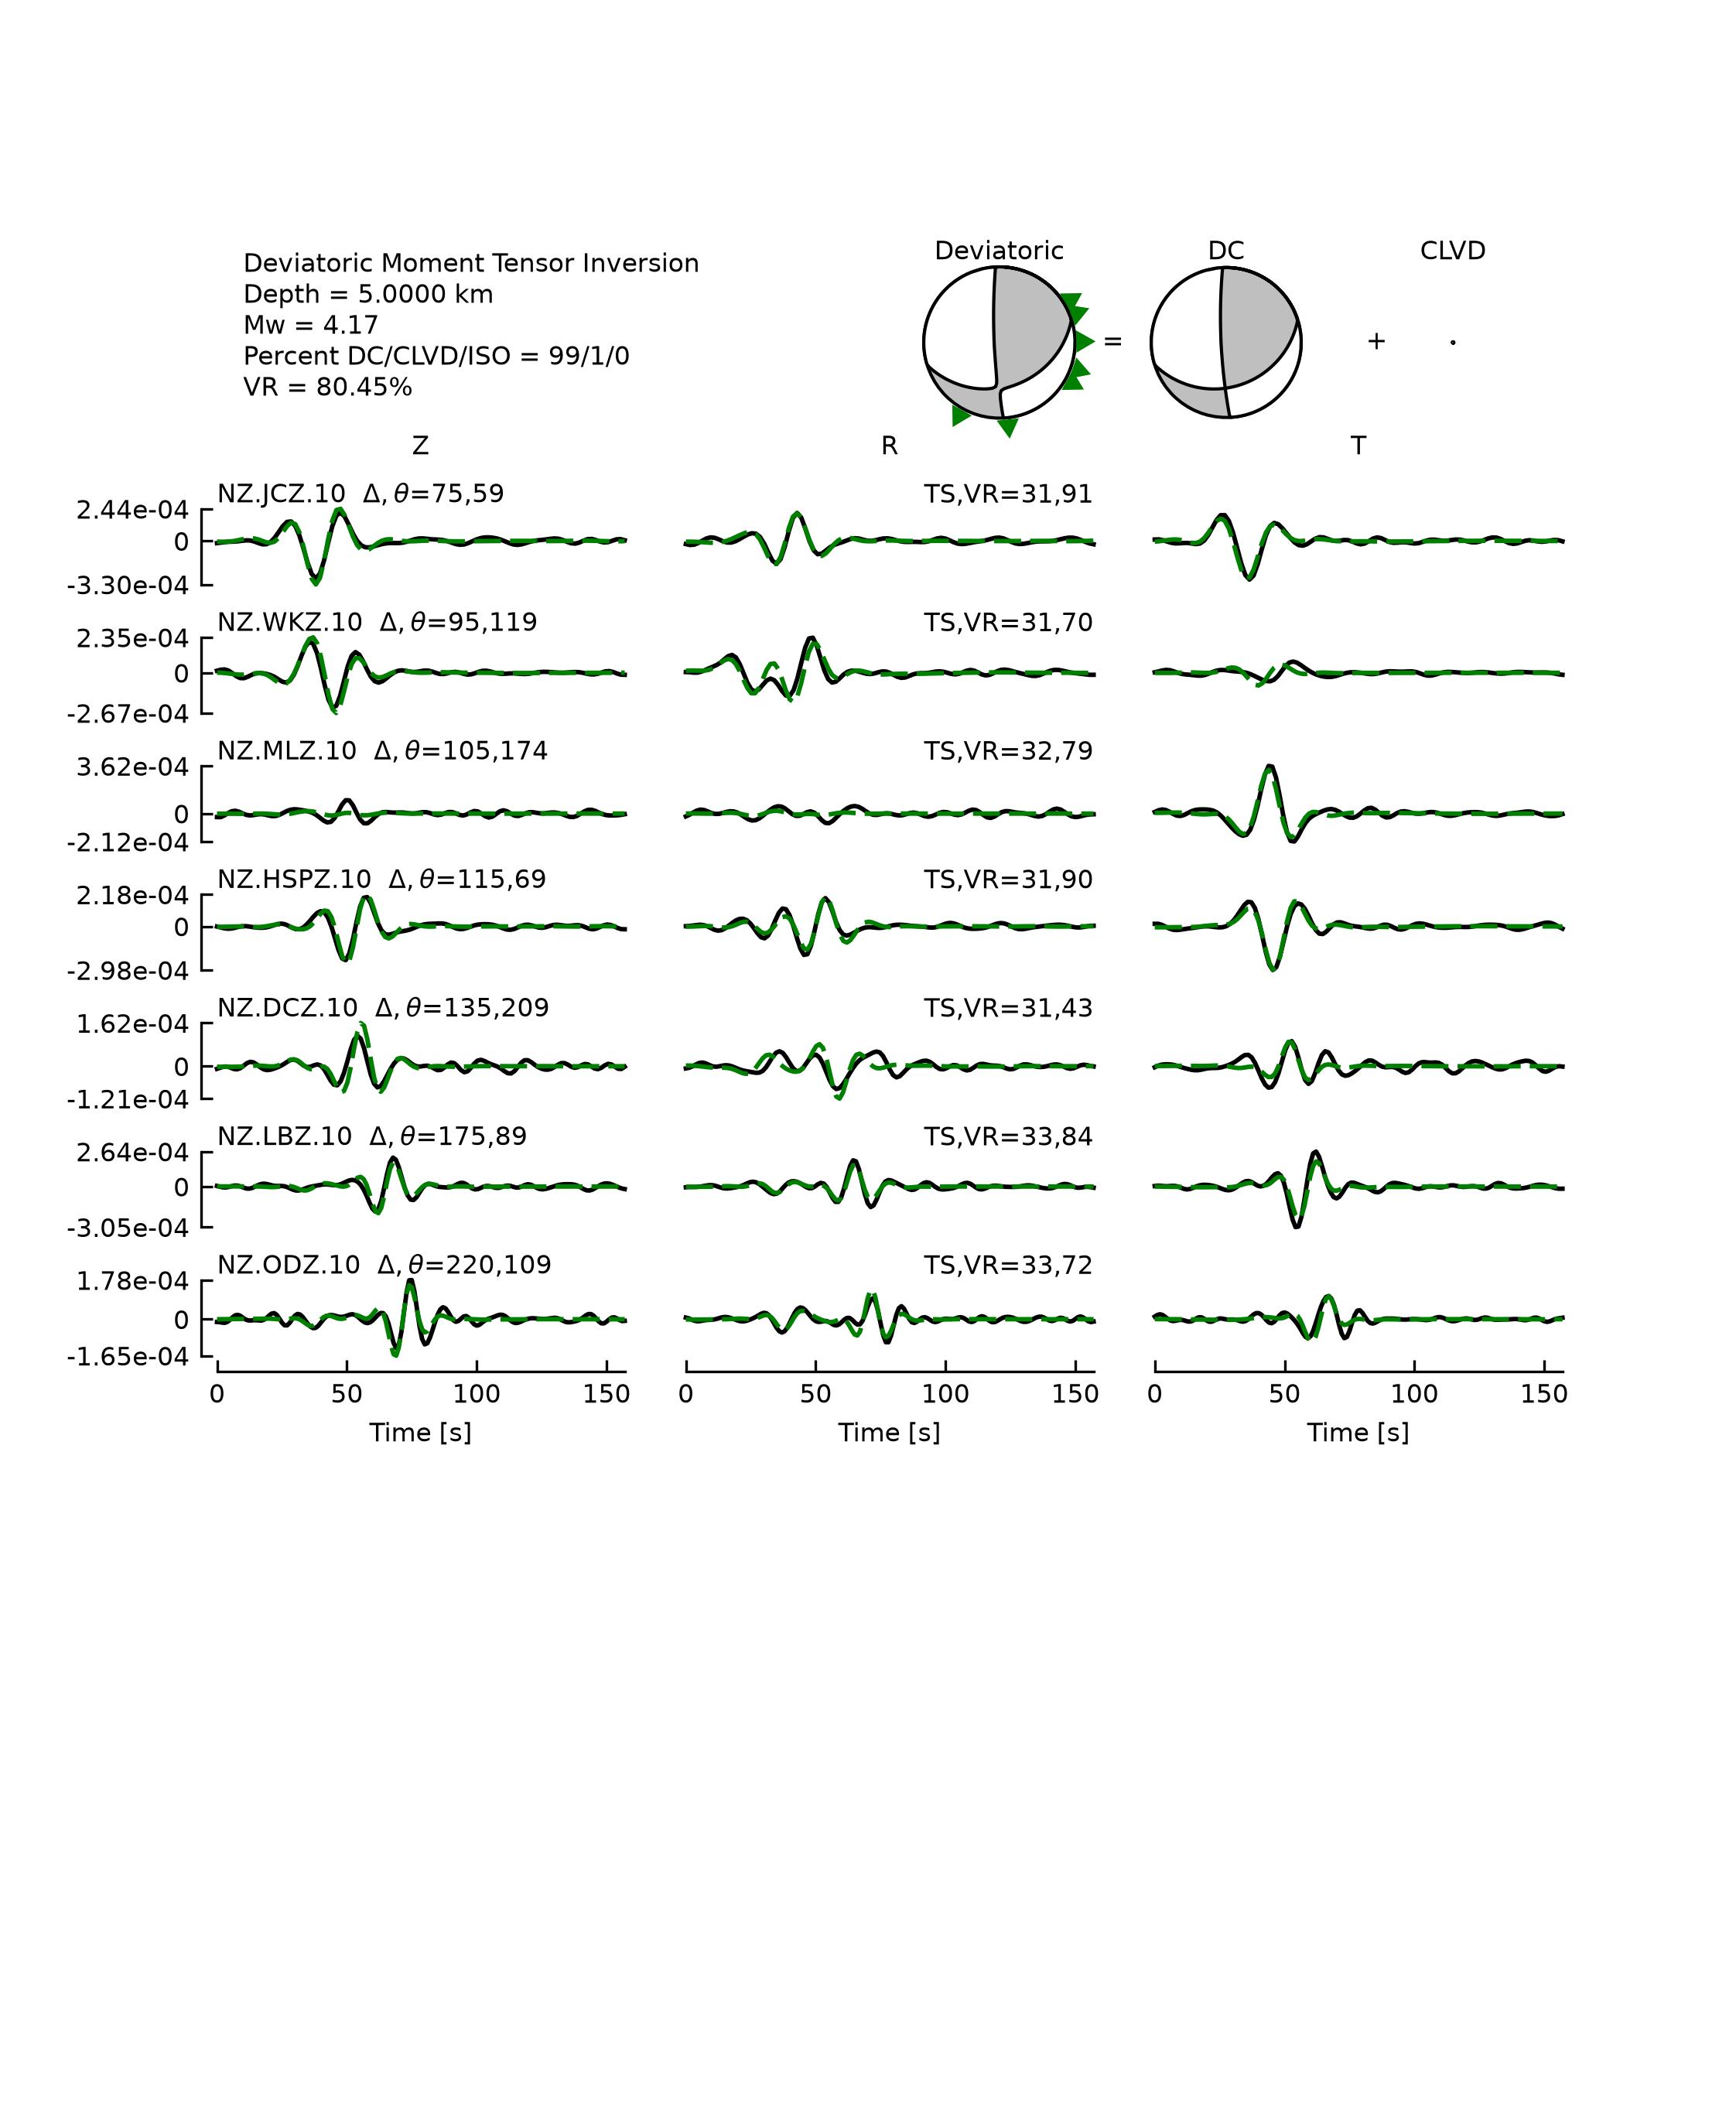 Deviatoric Moment Tensor Inversion
Depth = 5.0000 km
Mw = 4.17
Percent DC/CLVD/ISO = 99/1/0
VR = 80.45%
Deviatoric
=
DC
+
CLVD
Z R T
NZ.JCZ.10 Δ,θ=75,59 TS,VR=31,91
2.44e-04
0
-3.30e-04
NZ.WKZ.10 Δ,θ=95,119 TS,VR=31,70
2.35e-04
0
-2.67e-04
NZ.MLZ.10 Δ,θ=105,174 TS,VR=32,79
3.62e-04
0
-2.12e-04
NZ.HSPZ.10 Δ,θ=115,69 TS,VR=31,90
2.18e-04
0
-2.98e-04
NZ.DCZ.10 Δ,θ=135,209 TS,VR=31,43
1.62e-04
0
-1.21e-04
NZ.LBZ.10 Δ,θ=175,89 TS,VR=33,84
2.64e-04
0
-3.05e-04
NZ.ODZ.10 Δ,θ=220,109 TS,VR=33,72
1.78e-04
0
-1.65e-04
0 50 100 150 0 50 100 150 0 50 100 150
Time [s] Time [s] Time [s]